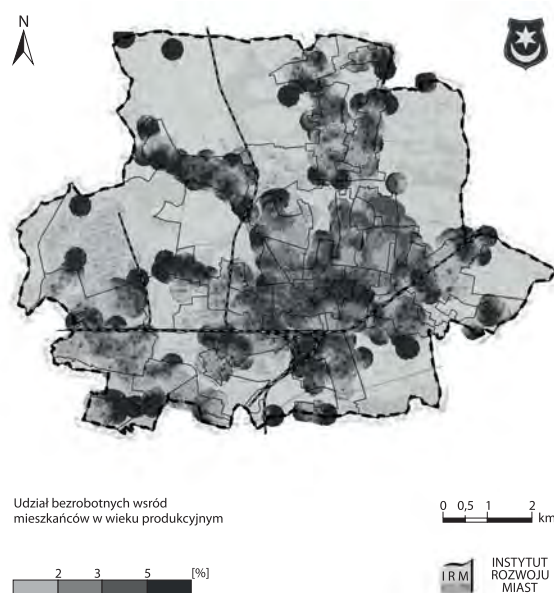 N
Udział bezrobotnych wsród
mieszkańców w wieku produkcyjnym
0 0,5 1 2
km
2 3 5 [%]
IRM
INSTYTUT
ROZWOJU
MIAST